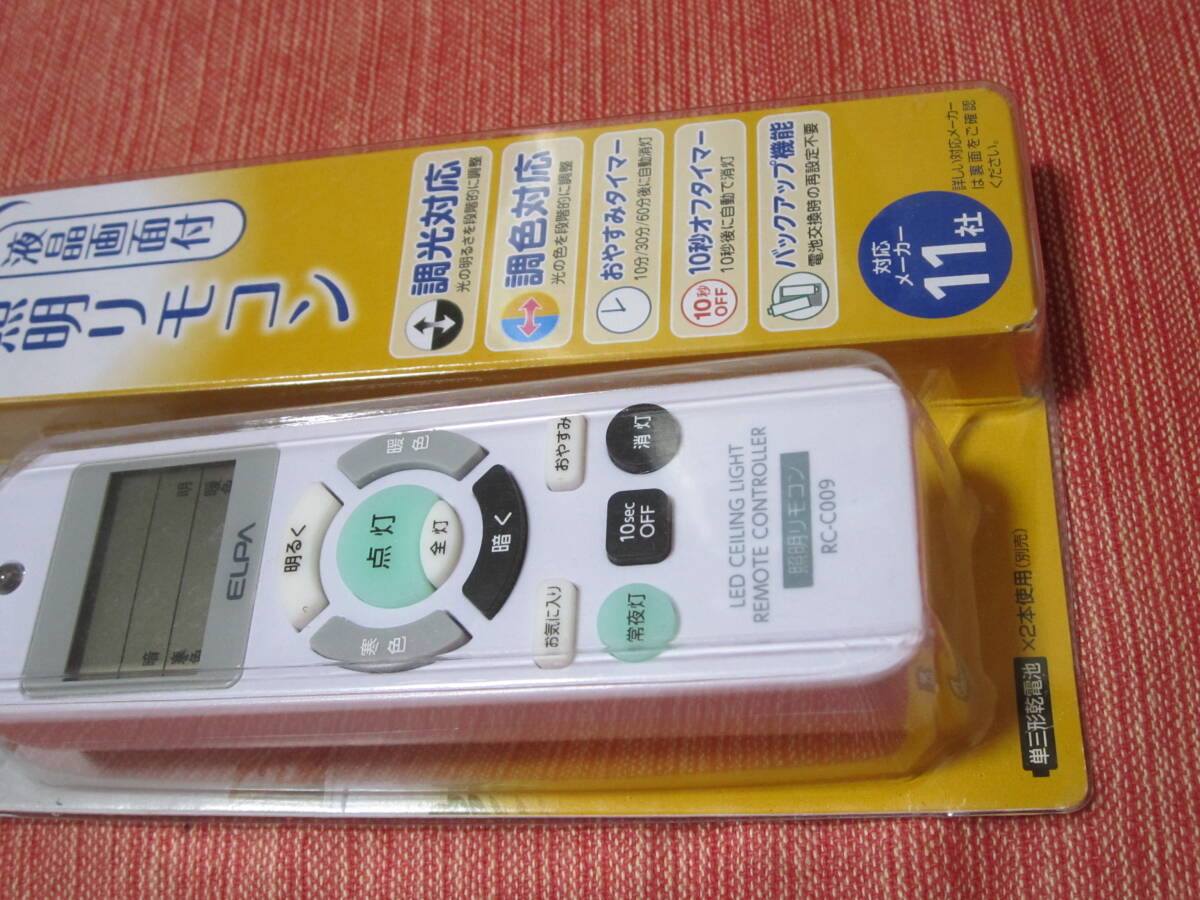 液晶画面付
照明リモコン
調光対応
光の明るさを段階的に調整
調色対応
光の色を段階的に調整
おやすみタイマー
10分/30分/60分後に自動消灯
10秒
OFF
10秒オフタイマー
10秒後に自動で消灯
バックアップ機能
電池交換時の再設定不要
対応
メーカー
11社
詳しい対応メーカー
は裏面をご確認
ください。
暗 明
寒色 暖色
ELPA
明るく
寒色
点灯
全灯
暖色
暗く
お気に入り
おやすみ
常夜灯
10sec
OFF
消灯
LED CEILING LIGHT
REMOTE CONTROLLER
照明リモコン
RC-C009
単三形乾電池 ×2本使用(別売)